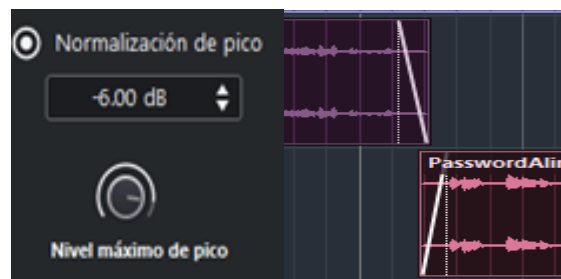 Normalización de pico
-6.00 dB
Nivel máximo de pico
PasswordAlin